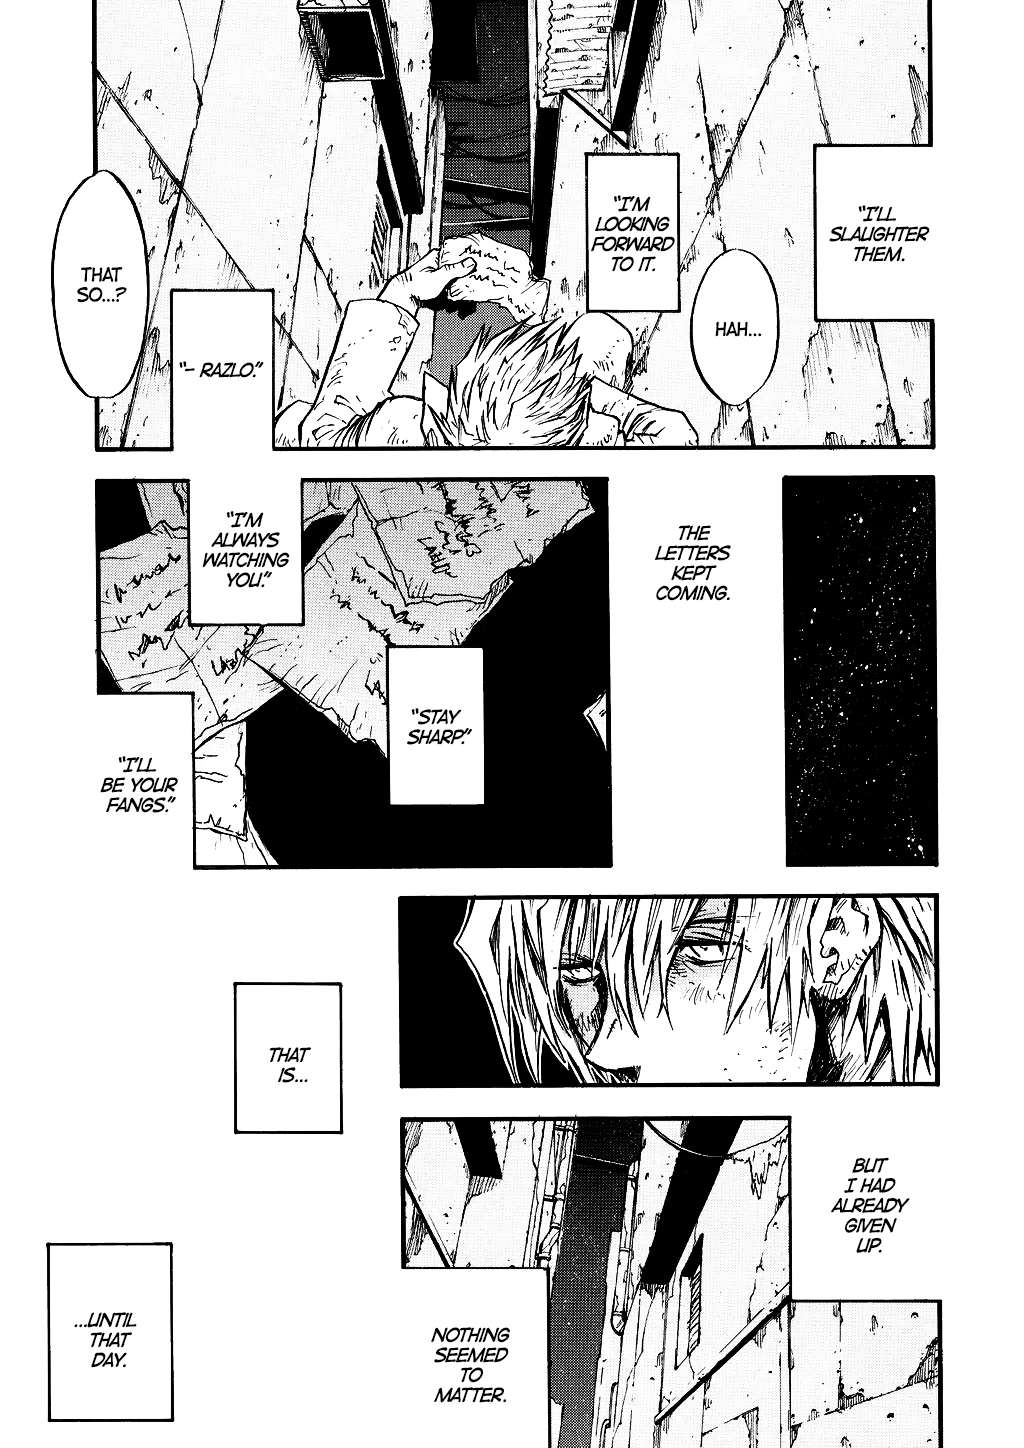 "I'LL
SLAUGHTER
THEM.
"I'M
LOOKING
FORWARD
TO IT.
HAH...
"– RAZLO."
THAT
SO...?
THE
LETTERS
KEPT
COMING.
"I'M
ALWAYS
WATCHING
YOU."
"STAY
SHARP."
"I'LL
BE YOUR
FANGS."
BUT
I HAD
ALREADY
GIVEN
UP.
NOTHING
SEEMED
TO
MATTER.
THAT
IS...
...UNTIL
THAT
DAY.